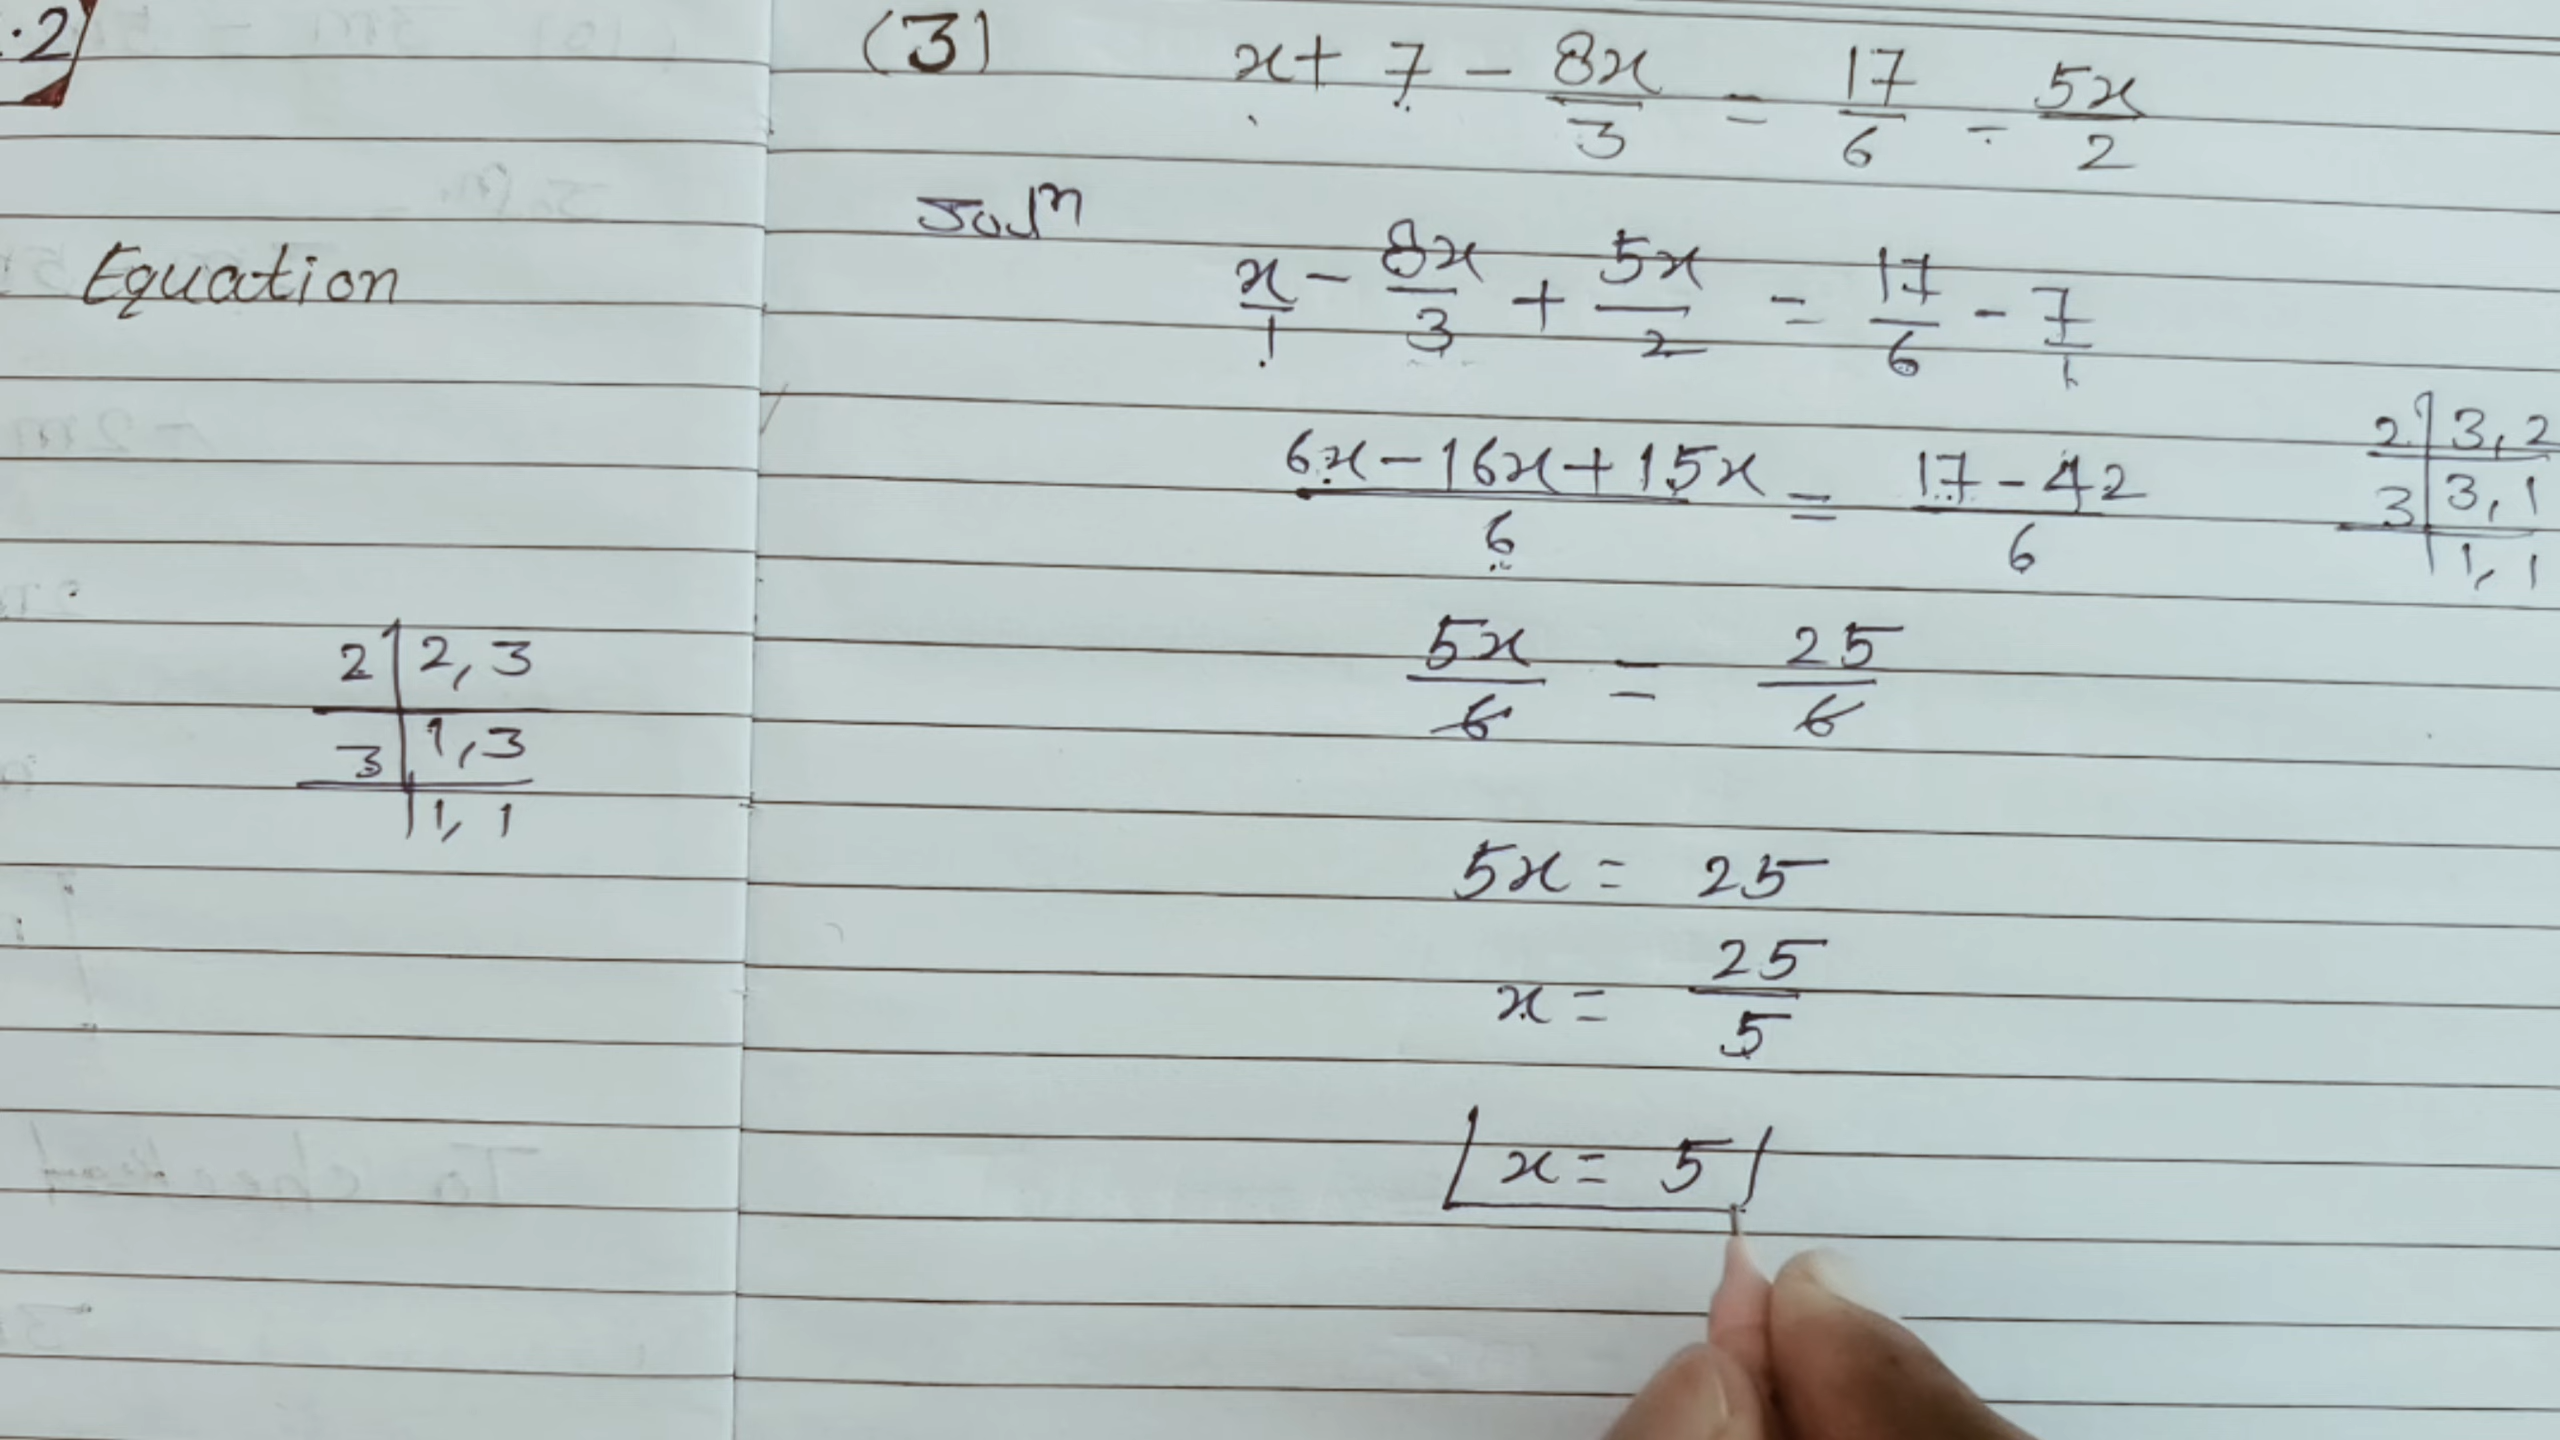 .2
Equation
2 | 2, 3
3 | 1, 3
| 1, 1
(3) x + 7 - 8x/3 = 17/6 - 5x/2
Solⁿ
x/1 - 8x/3 + 5x/2 = 17/6 - 7/1
(6x - 16x + 15x)/6 = (17 - 42)/6
2 | 3, 2
3 | 3, 1
| 1, 1
5x/6 = 25/6
5x = 25
x = 25/5
x = 5